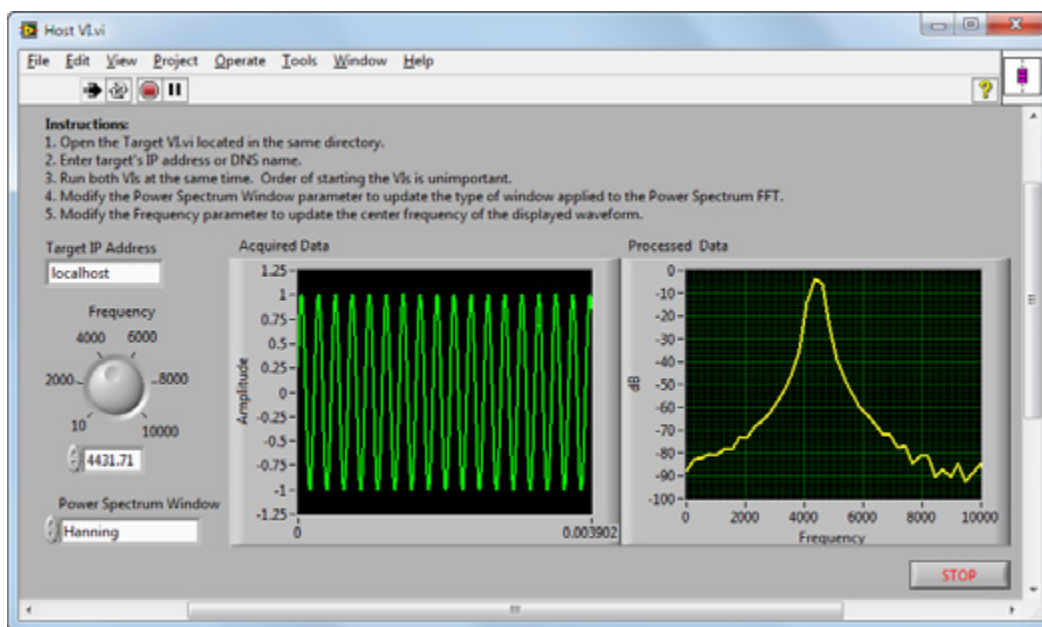 Host VI.vi
File Edit View Project Operate Tools Window Help
Instructions:
1. Open the Target VI.vi located in the same directory.
2. Enter target's IP address or DNS name.
3. Run both VIs at the same time. Order of starting the VIs is unimportant.
4. Modify the Power Spectrum Window parameter to update the type of window applied to the Power Spectrum FFT.
5. Modify the Frequency parameter to update the center frequency of the displayed waveform.
Target IP Address
localhost
Frequency
4000 6000
2000 8000
10 10000
4431.71
Power Spectrum Window
Hanning
Acquired Data
Amplitude
1.25
1
0.75
0.5
0.25
0
-0.25
-0.5
-0.75
-1
-1.25
0 0.003902
Processed Data
dB
0
-10
-20
-30
-40
-50
-60
-70
-80
-90
-100
0 2000 4000 6000 8000 10000
Frequency
STOP